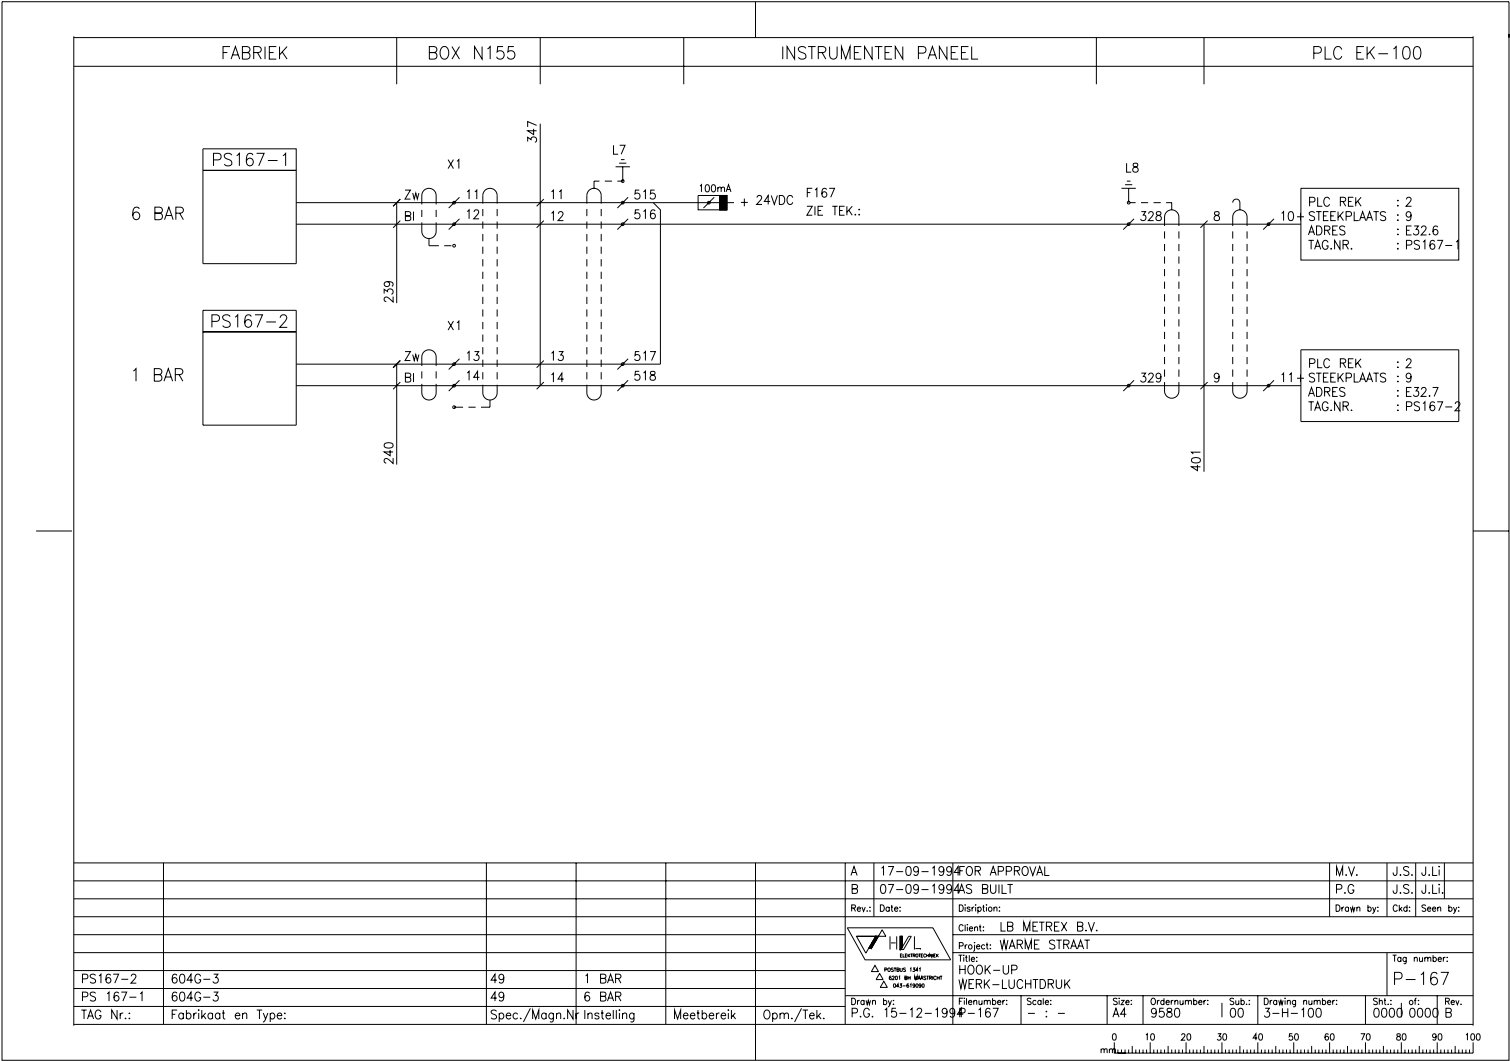 FABRIEK BOX N155 INSTRUMENTEN PANEEL PLC EK-100
347
L7
PS167-1 X1 L8
Zw 11 11 515 100mA + 24VDC F167
6 BAR Bl 12 12 516 ZIE TEK.: 328 8 10
PLC REK : 2
STEEKPLAATS : 9
ADRES : E32.6
TAG.NR. : PS167-1
239
PS167-2 X1
Zw 13 13 517
1 BAR Bl 14 14 518 329 9 11
PLC REK : 2
STEEKPLAATS : 9
ADRES : E32.7
TAG.NR. : PS167-2
240 401
A 17-09-1994 FOR APPROVAL M.V. J.S. J.Li
B 07-09-1994 AS BUILT P.G J.S. J.Li.
Rev.: Date: Disription: Drawn by: Ckd: Seen by:
Client: LB METREX B.V.
Project: WARME STRAAT
HVL
ELEKTROTECHNIEK
POSTBUS 1341
6201 BH MAASTRICHT
043-619090
Title:
HOOK-UP
WERK-LUCHTDRUK
Tag number:
P-167
PS167-2 604G-3 49 1 BAR
PS 167-1 604G-3 49 6 BAR
TAG Nr.: Fabrikaat en Type: Spec./Magn.Nr Instelling Meetbereik Opm./Tek.
Drawn by: Filenumber: Scale: Size: Ordernumber: Sub.: Drawing number: Sht.: of: Rev.
P.G. 15-12-1994 P-167 - : - A4 9580 00 3-H-100 0000 0000 B
mm 0 10 20 30 40 50 60 70 80 90 100